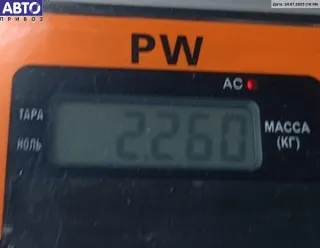 АВТО
ПРИВОЗ
PW
AC
ТАРА
НОЛЬ
2.260
МАССА
(КГ)